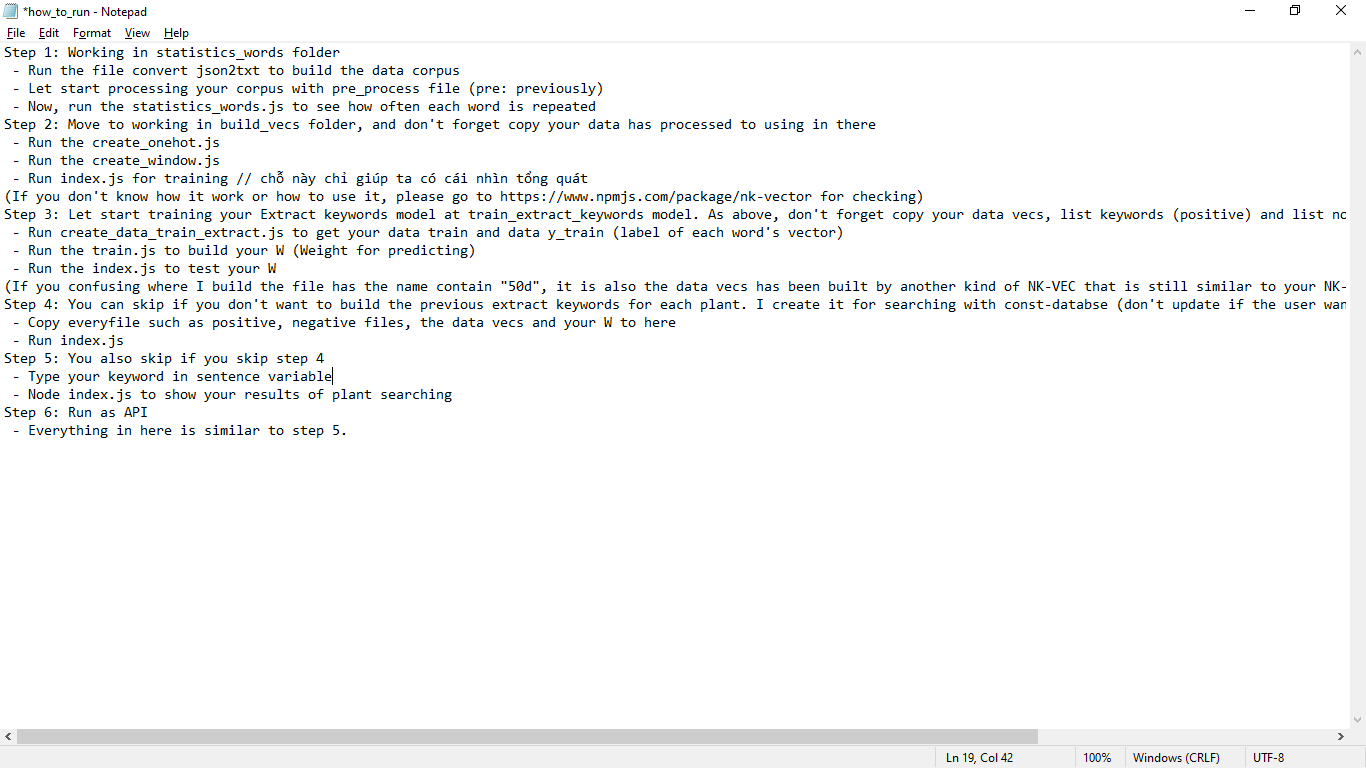 *how_to_run - Notepad
File Edit Format View Help
Step 1: Working in statistics_words folder
- Run the file convert json2txt to build the data corpus
- Let start processing your corpus with pre_process file (pre: previously)
- Now, run the statistics_words.js to see how often each word is repeated
Step 2: Move to working in build_vecs folder, and don't forget copy your data has processed to using in there
- Run the create_onehot.js
- Run the create_window.js
- Run index.js for training // chỗ này chỉ giúp ta có cái nhìn tổng quát
(If you don't know how it work or how to use it, please go to https://www.npmjs.com/package/nk-vector for checking)
Step 3: Let start training your Extract keywords model at train_extract_keywords model. As above, don't forget copy your data vecs, list keywords (positive) and list
- Run create_data_train_extract.js to get your data train and data y_train (label of each word's vector)
- Run the train.js to build your W (Weight for predicting)
- Run the index.js to test your W
(If you confusing where I build the file has the name contain "50d", it is also the data vecs has been built by another kind of NK-VEC that is still similar to your NK-
Step 4: You can skip if you don't want to build the previous extract keywords for each plant. I create it for searching with const-databse (don't update if the user
- Copy everyfile such as positive, negative files, the data vecs and your W to here
- Run index.js
Step 5: You also skip if you skip step 4
- Type your keyword in sentence variable
- Node index.js to show your results of plant searching
Step 6: Run as API
- Everything in here is similar to step 5.
Ln 19, Col 42 100% Windows (CRLF) UTF-8